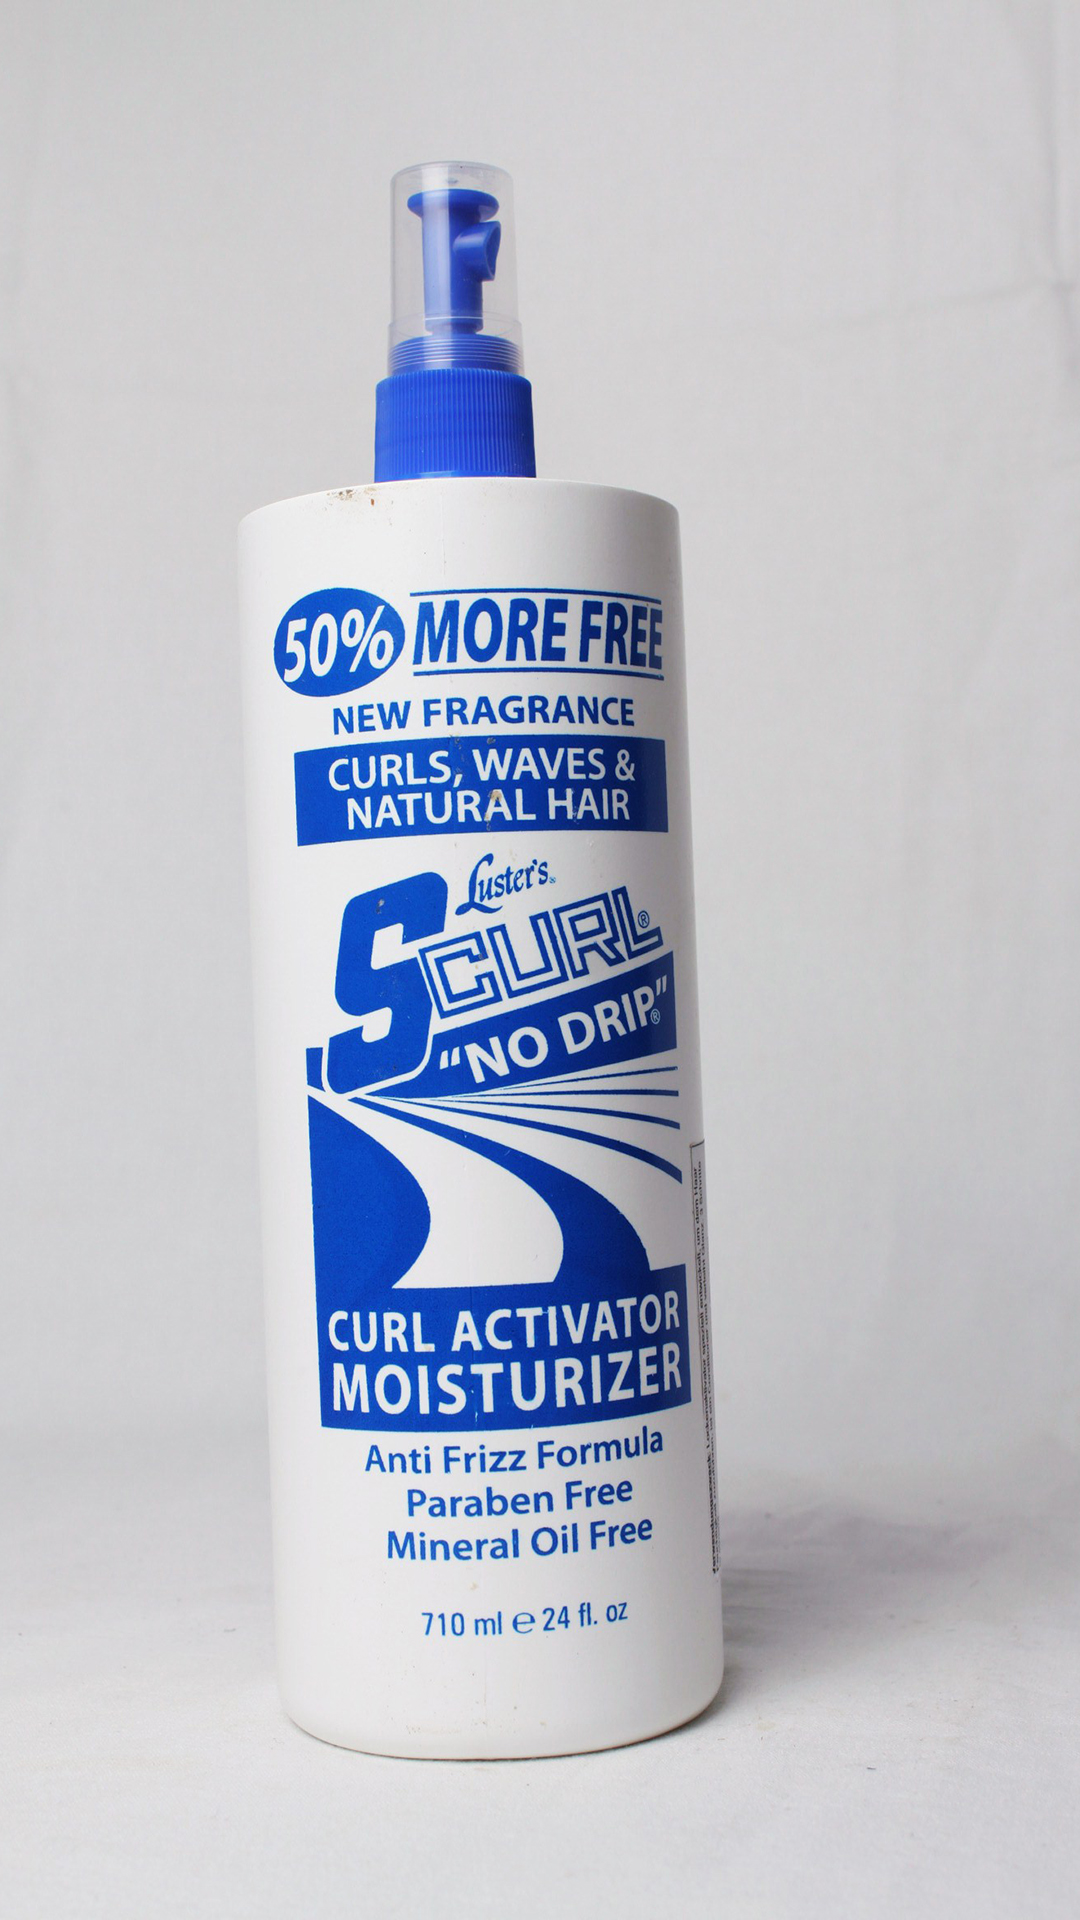 50% MORE FREE
NEW FRAGRANCE
CURLS, WAVES &
NATURAL HAIR
Luster's®
SCURL®
"NO DRIP"®
CURL ACTIVATOR
MOISTURIZER
Anti Frizz Formula
Paraben Free
Mineral Oil Free
710 ml ℮ 24 fl. oz